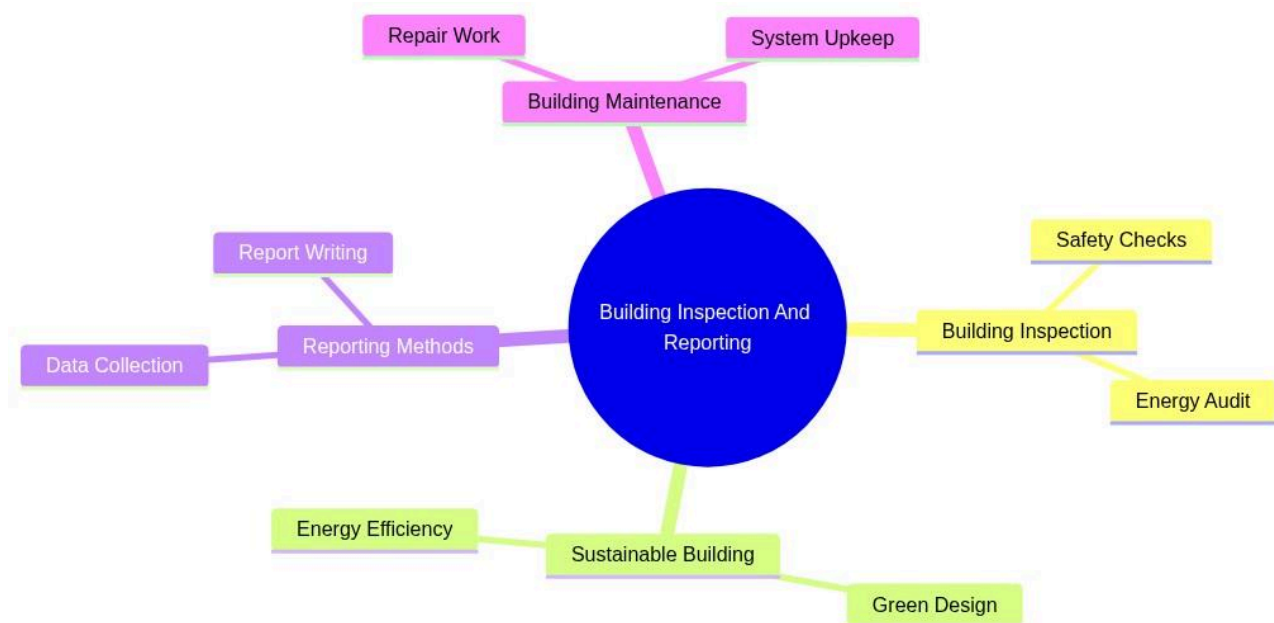 Repair Work
System Upkeep
Building Maintenance
Safety Checks
Report Writing
Building Inspection And
Reporting
Building Inspection
Reporting Methods
Data Collection
Energy Audit
Energy Efficiency
Sustainable Building
Green Design